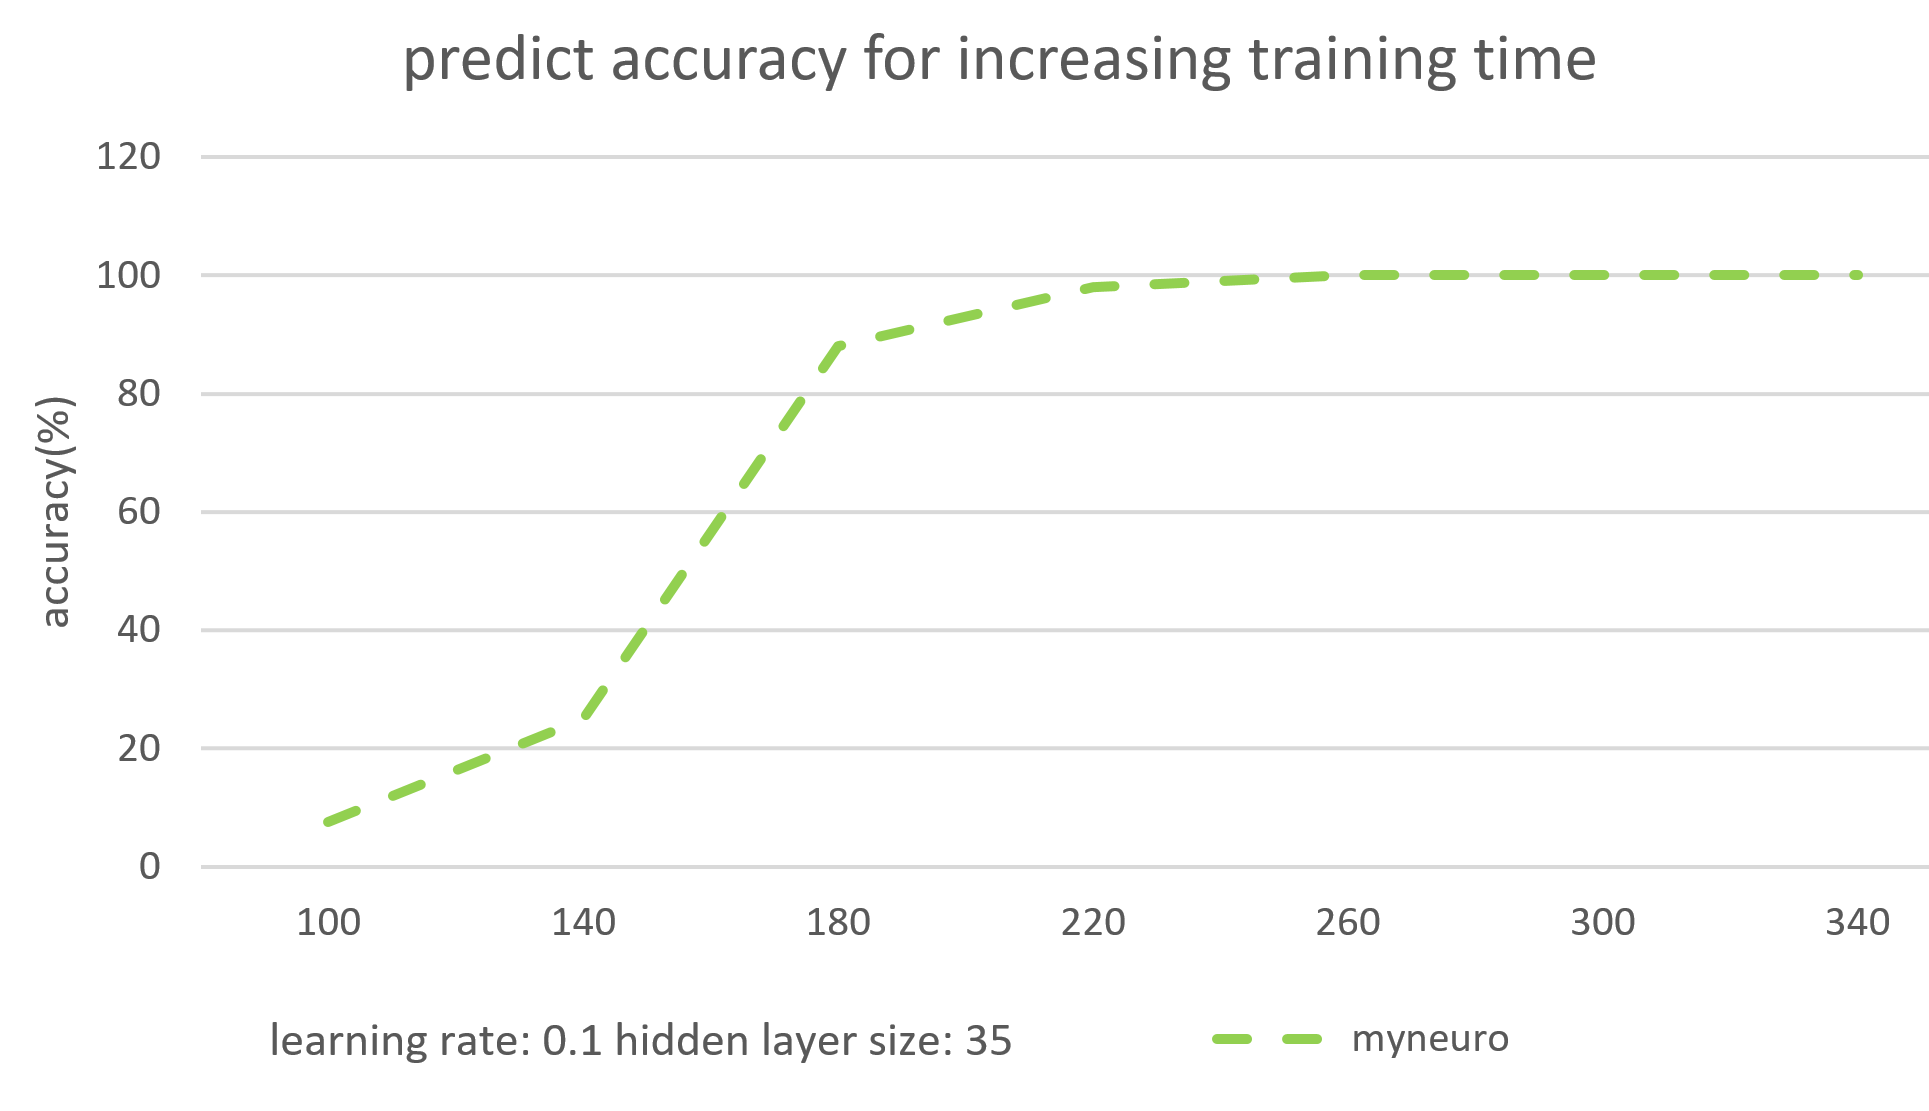 predict accuracy for increasing training time
120
100
80
60
40
20
0
accuracy(%)
100 140 180 220 260 300 340
learning rate: 0.1 hidden layer size: 35
myneuro